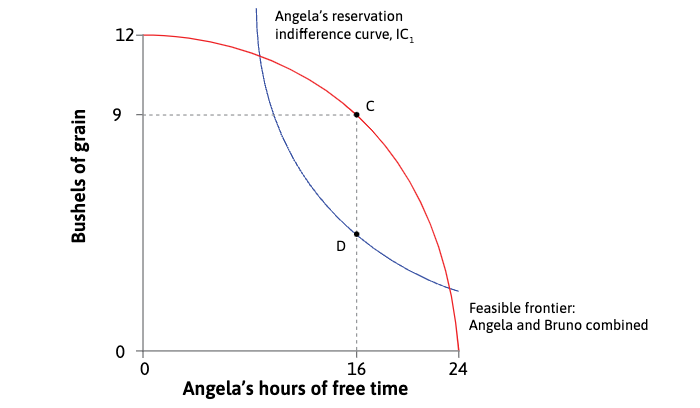 Angela’s reservation
indifference curve, IC₁
12
C
9
Bushels of grain
D
Feasible frontier:
Angela and Bruno combined
0
0
16
24
Angela’s hours of free time